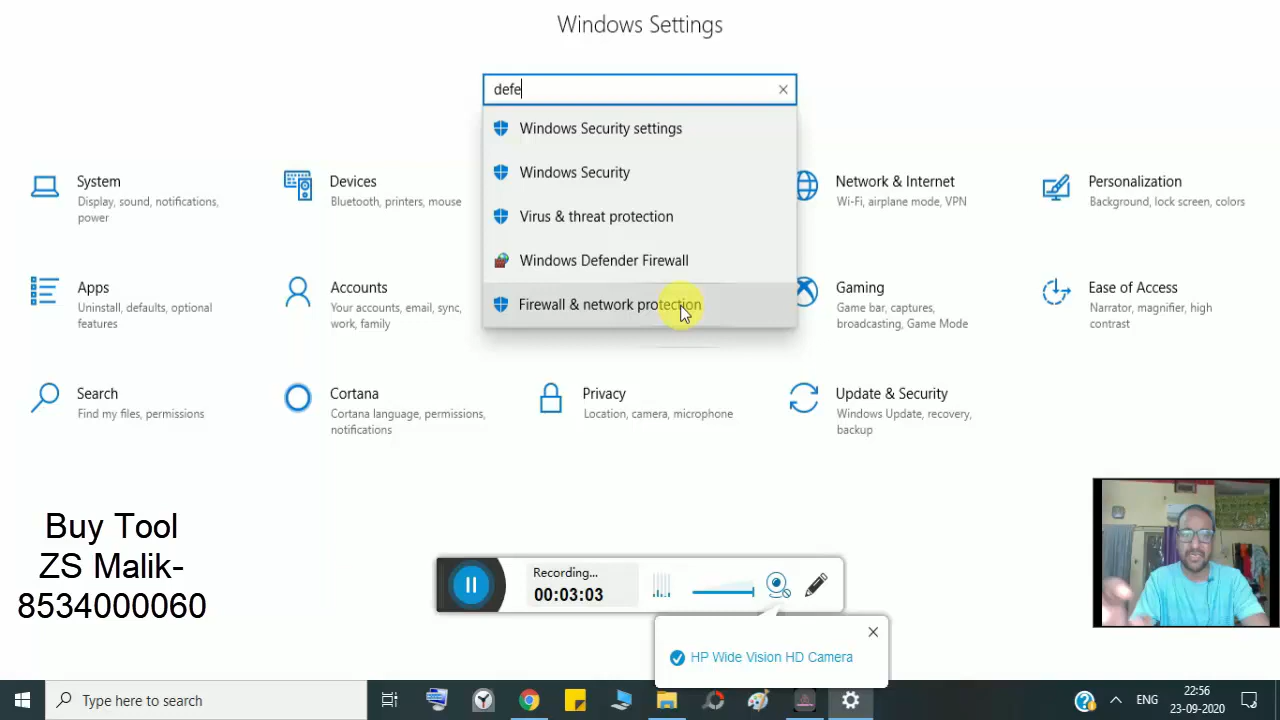 Windows Settings
defe
Windows Security settings
Windows Security
Virus & threat protection
Windows Defender Firewall
Firewall & network protection
System
Display, sound, notifications,
power
Devices
Bluetooth, printers, mouse
Network & Internet
Wi-Fi, airplane mode, VPN
Personalization
Background, lock screen, colors
Apps
Uninstall, defaults, optional
features
Accounts
Your accounts, email, sync,
work, family
Gaming
Game bar, captures,
broadcasting, Game Mode
Ease of Access
Narrator, magnifier, high
contrast
Search
Find my files, permissions
Cortana
Cortana language, permissions,
notifications
Privacy
Location, camera, microphone
Update & Security
Windows Update, recovery,
backup
Buy Tool
ZS Malik-
8534000060
Recording...
00:03:03
HP Wide Vision HD Camera
Type here to search
ENG
22:56
23-09-2020